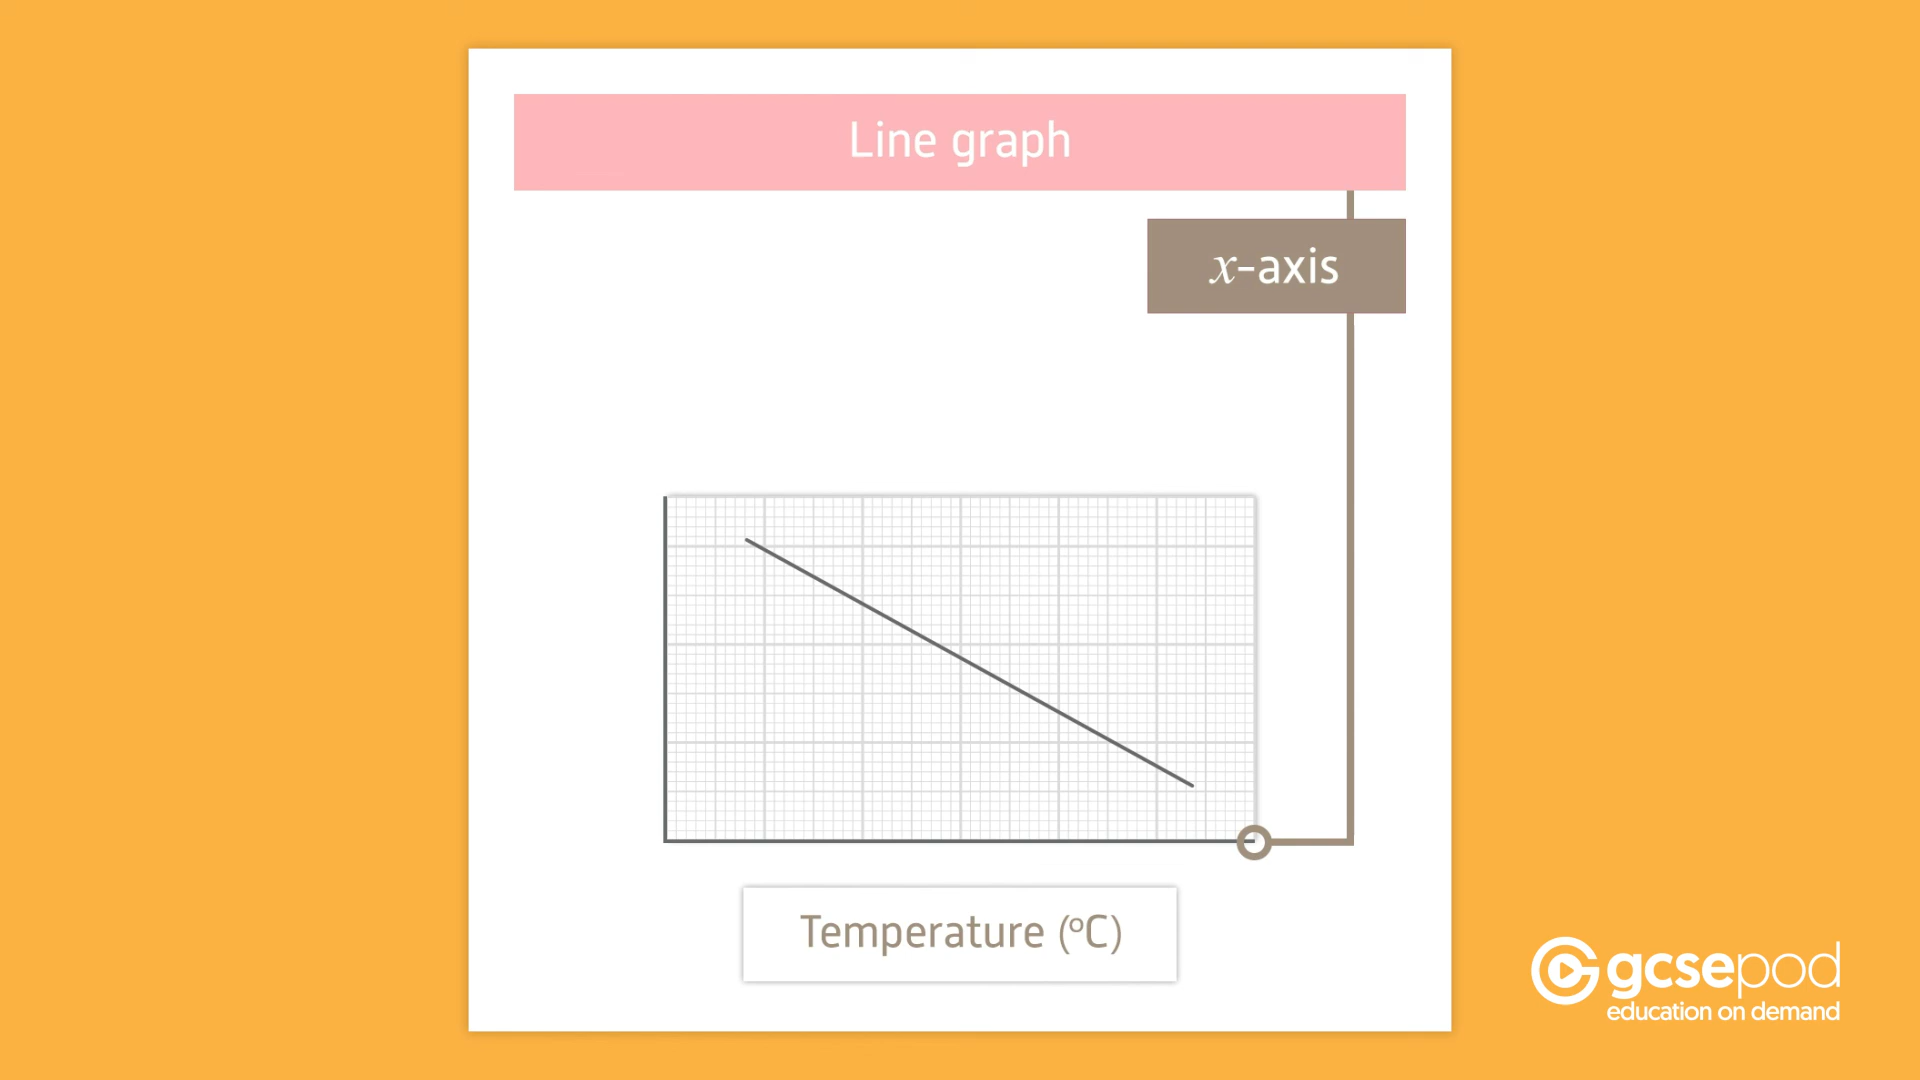 Line graph
x-axis
Temperature (°C)
gcsepod
education on demand